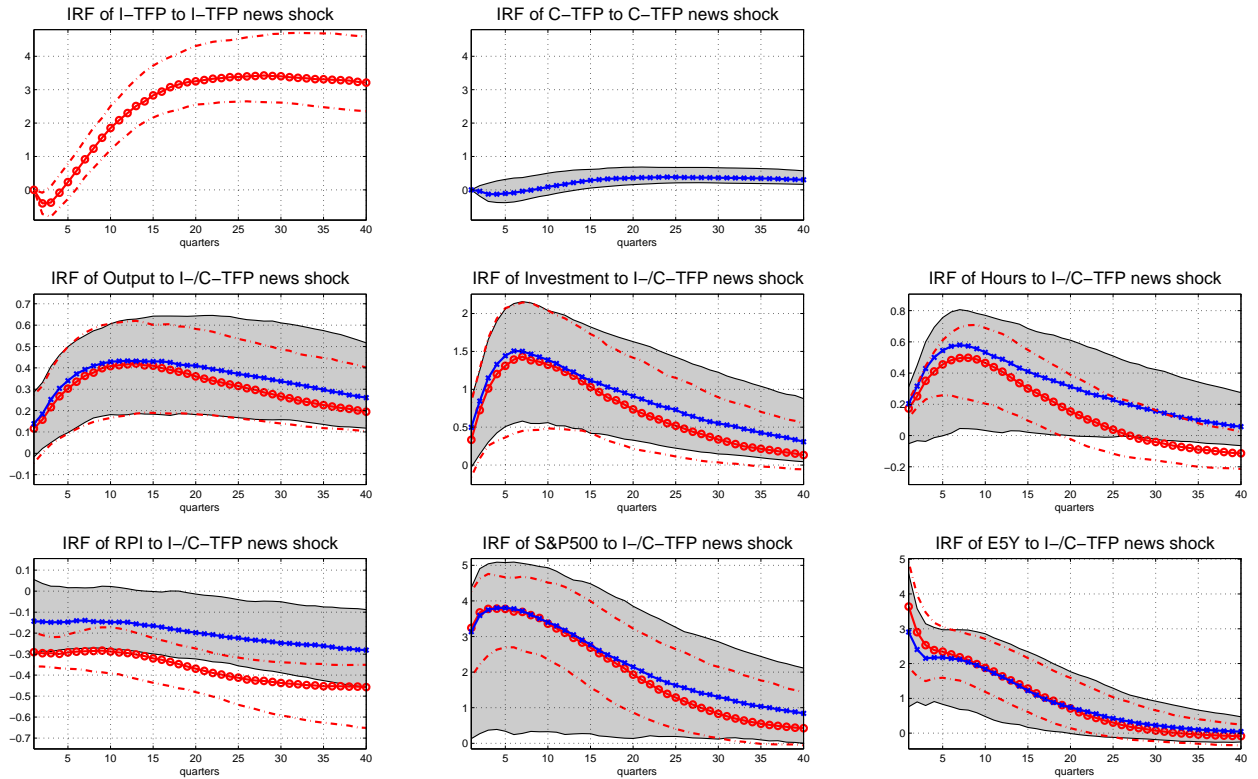 IRF of I−TFP to I−TFP news shock
4
3
2
1
0
5 10 15 20 25 30 35 40
quarters
IRF of C−TFP to C−TFP news shock
4
3
2
1
0
5 10 15 20 25 30 35 40
quarters
IRF of Output to I−/C−TFP news shock
0.7
0.6
0.5
0.4
0.3
0.2
0.1
0
−0.1
5 10 15 20 25 30 35 40
quarters
IRF of Investment to I−/C−TFP news shock
2
1.5
1
0.5
0
5 10 15 20 25 30 35 40
quarters
IRF of Hours to I−/C−TFP news shock
0.8
0.6
0.4
0.2
0
−0.2
5 10 15 20 25 30 35 40
quarters
IRF of RPI to I−/C−TFP news shock
0.1
0
−0.1
−0.2
−0.3
−0.4
−0.5
−0.6
−0.7
5 10 15 20 25 30 35 40
quarters
IRF of S&P500 to I−/C−TFP news shock
5
4
3
2
1
0
5 10 15 20 25 30 35 40
quarters
IRF of E5Y to I−/C−TFP news shock
5
4
3
2
1
0
5 10 15 20 25 30 35 40
quarters